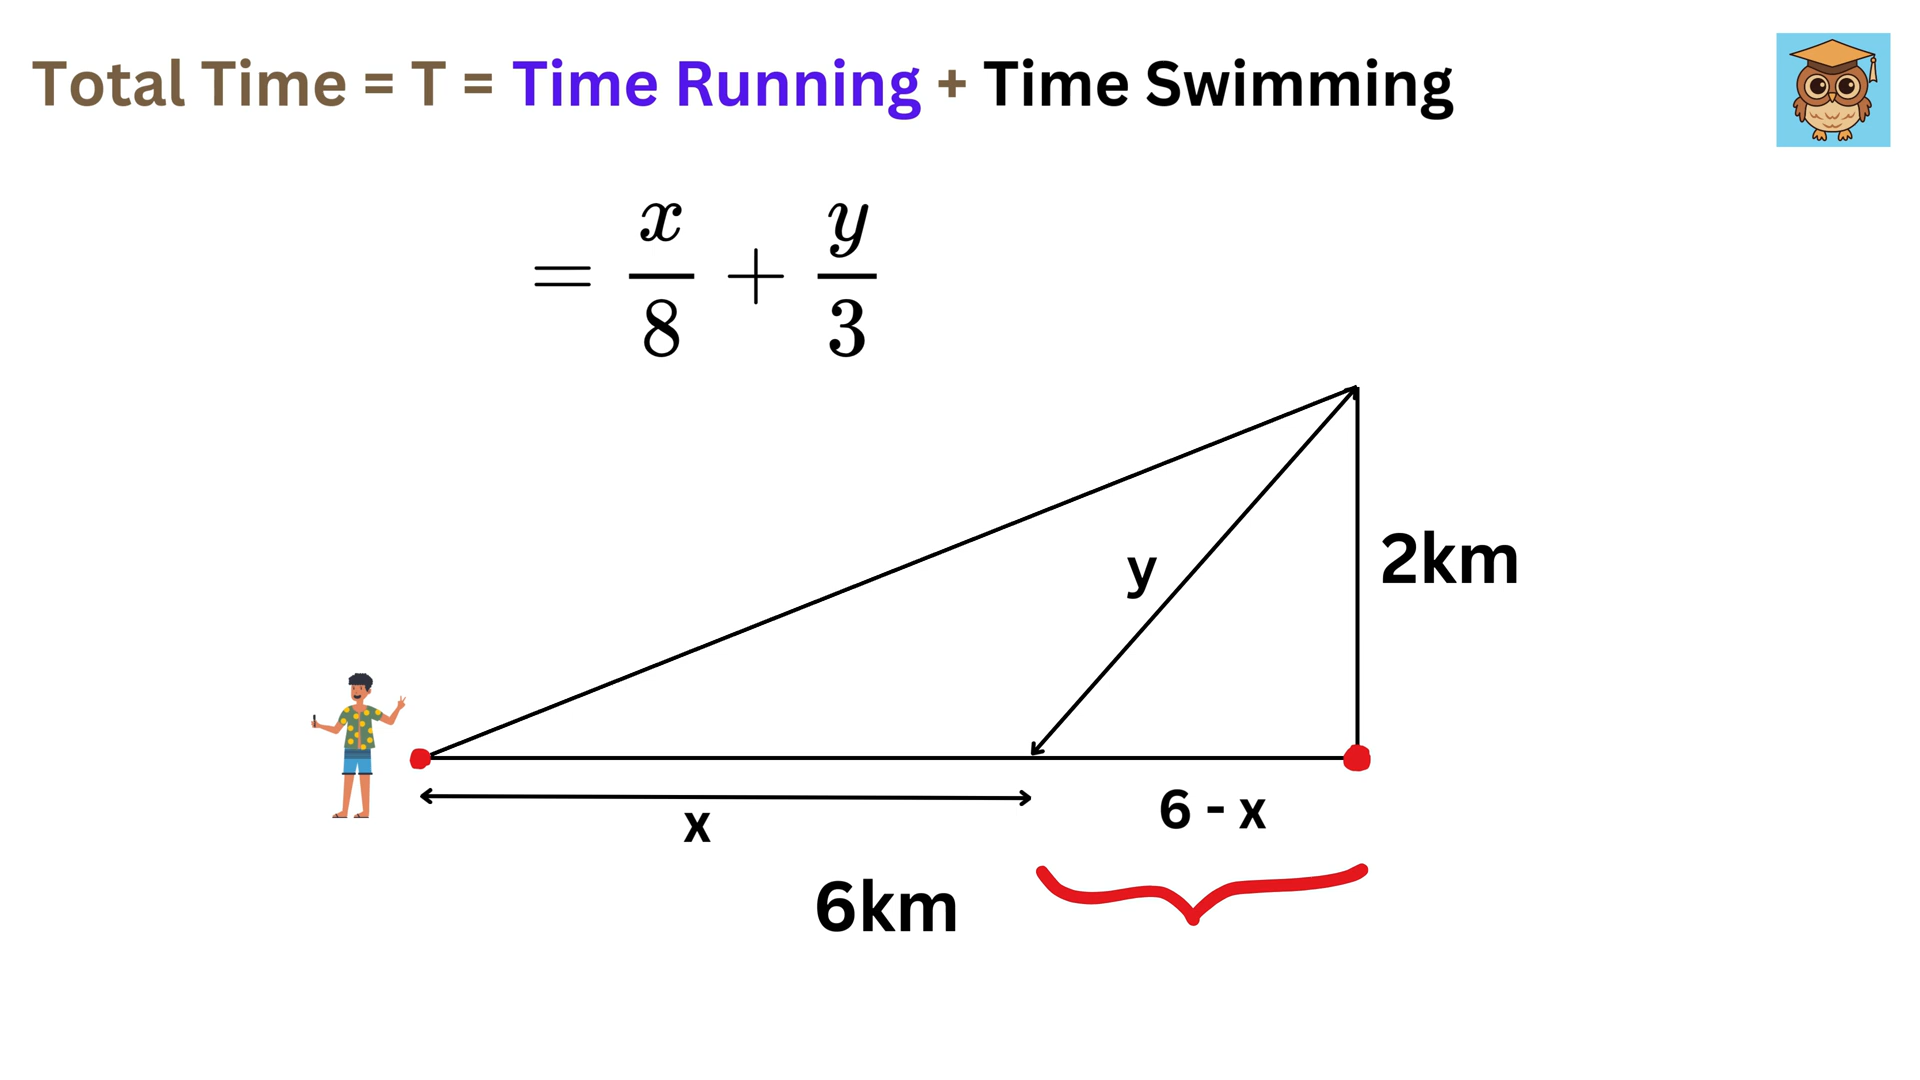 Total Time = T = Time Running + Time Swimming
= x/8 + y/3
y
2km
x
6 - x
6km